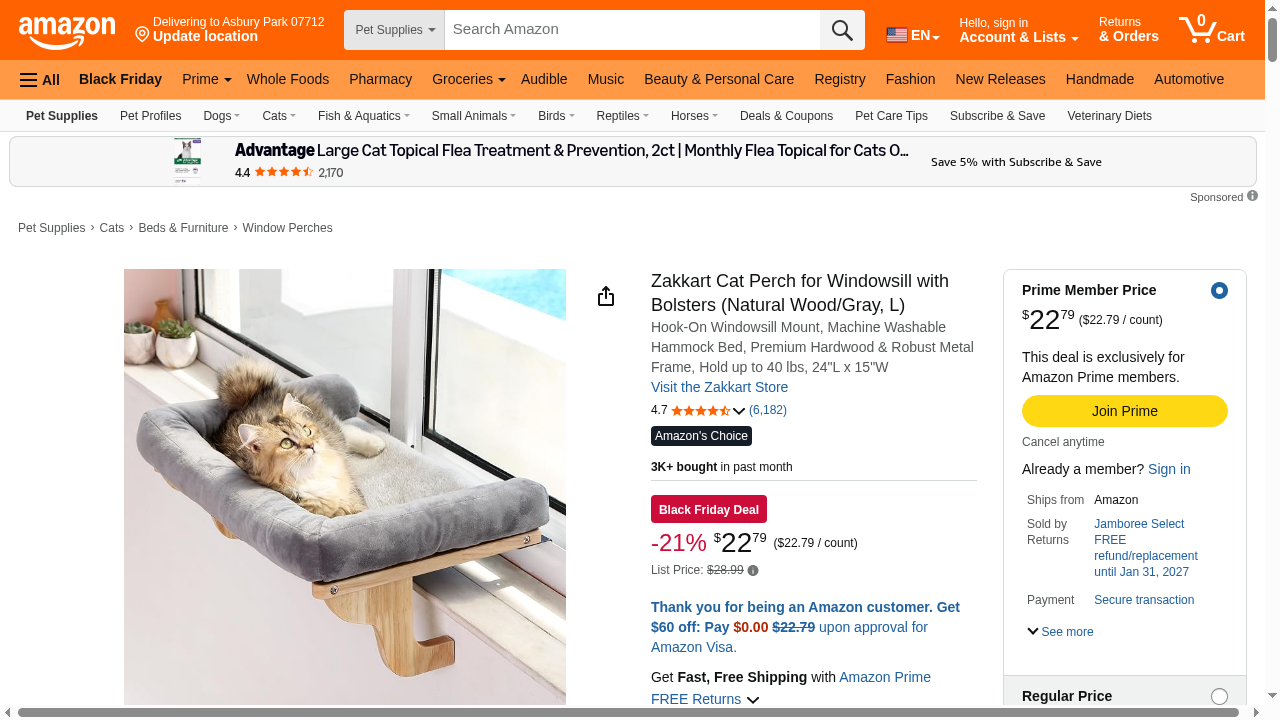 amazon
Delivering to Asbury Park 07712
Update location
Pet Supplies
Search Amazon
EN
Hello, sign in
Account & Lists
Returns
& Orders
0
Cart
All
Black Friday
Prime
Whole Foods
Pharmacy
Groceries
Audible
Music
Beauty & Personal Care
Registry
Fashion
New Releases
Handmade
Automotive
Pet Supplies
Pet Profiles
Dogs
Cats
Fish & Aquatics
Small Animals
Birds
Reptiles
Horses
Deals & Coupons
Pet Care Tips
Subscribe & Save
Veterinary Diets
Advantage Large Cat Topical Flea Treatment & Prevention, 2ct | Monthly Flea Topical for Cats O...
4.4 2,170
Save 5% with Subscribe & Save
Sponsored
Pet Supplies › Cats › Beds & Furniture › Window Perches
Zakkart Cat Perch for Windowsill with
Bolsters (Natural Wood/Gray, L)
Hook-On Windowsill Mount, Machine Washable
Hammock Bed, Premium Hardwood & Robust Metal
Frame, Hold up to 40 lbs, 24"L x 15"W
Visit the Zakkart Store
4.7 (6,182)
Amazon's Choice
3K+ bought in past month
Black Friday Deal
-21% $22.79 ($22.79 / count)
List Price: $28.99
Thank you for being an Amazon customer. Get
$60 off: Pay $0.00 $22.79 upon approval for
Amazon Visa.
Get Fast, Free Shipping with Amazon Prime
FREE Returns
Prime Member Price
$22.79 ($22.79 / count)
This deal is exclusively for
Amazon Prime members.
Join Prime
Cancel anytime
Already a member? Sign in
Ships from Amazon
Sold by Jamboree Select
Returns FREE
refund/replacement
until Jan 31, 2027
Payment Secure transaction
See more
Regular Price